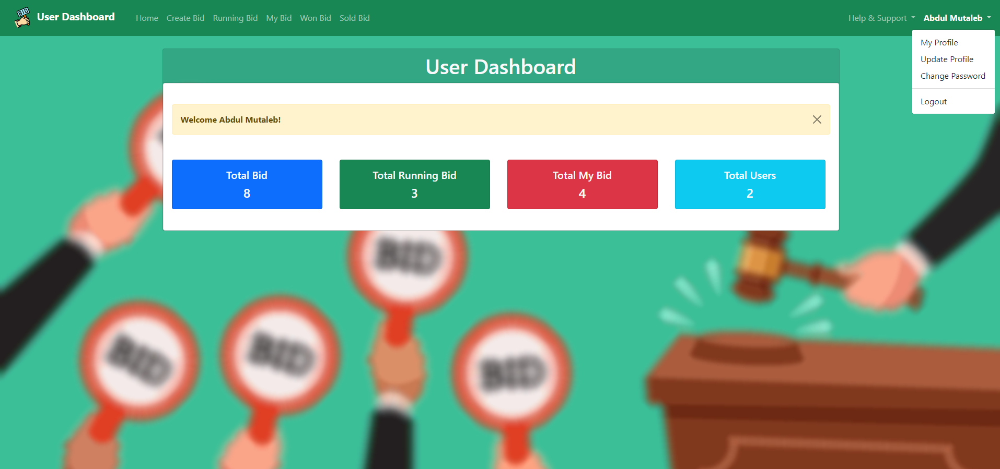 BID
User Dashboard
Home Create Bid Running Bid My Bid Won Bid Sold Bid
Help & Support
Abdul Mutaleb
My Profile
Update Profile
Change Password
Logout
User Dashboard
Welcome Abdul Mutaleb!
Total Bid
8
Total Running Bid
3
Total My Bid
4
Total Users
2
BID
BID
BID
BID